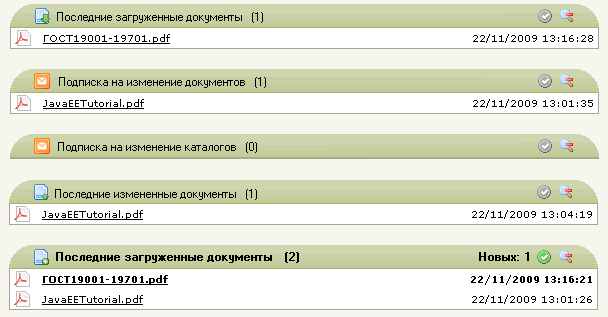 Последние загруженные документы (1)
ГОСТ19001-19701.pdf 22/11/2009 13:16:28
Подписка на изменение документов (1)
JavaEETutorial.pdf 22/11/2009 13:01:35
Подписка на изменение каталогов (0)
Последние измененные документы (1)
JavaEETutorial.pdf 22/11/2009 13:04:19
Последние загруженные документы (2) Новых: 1
ГОСТ19001-19701.pdf 22/11/2009 13:16:21
JavaEETutorial.pdf 22/11/2009 13:01:26